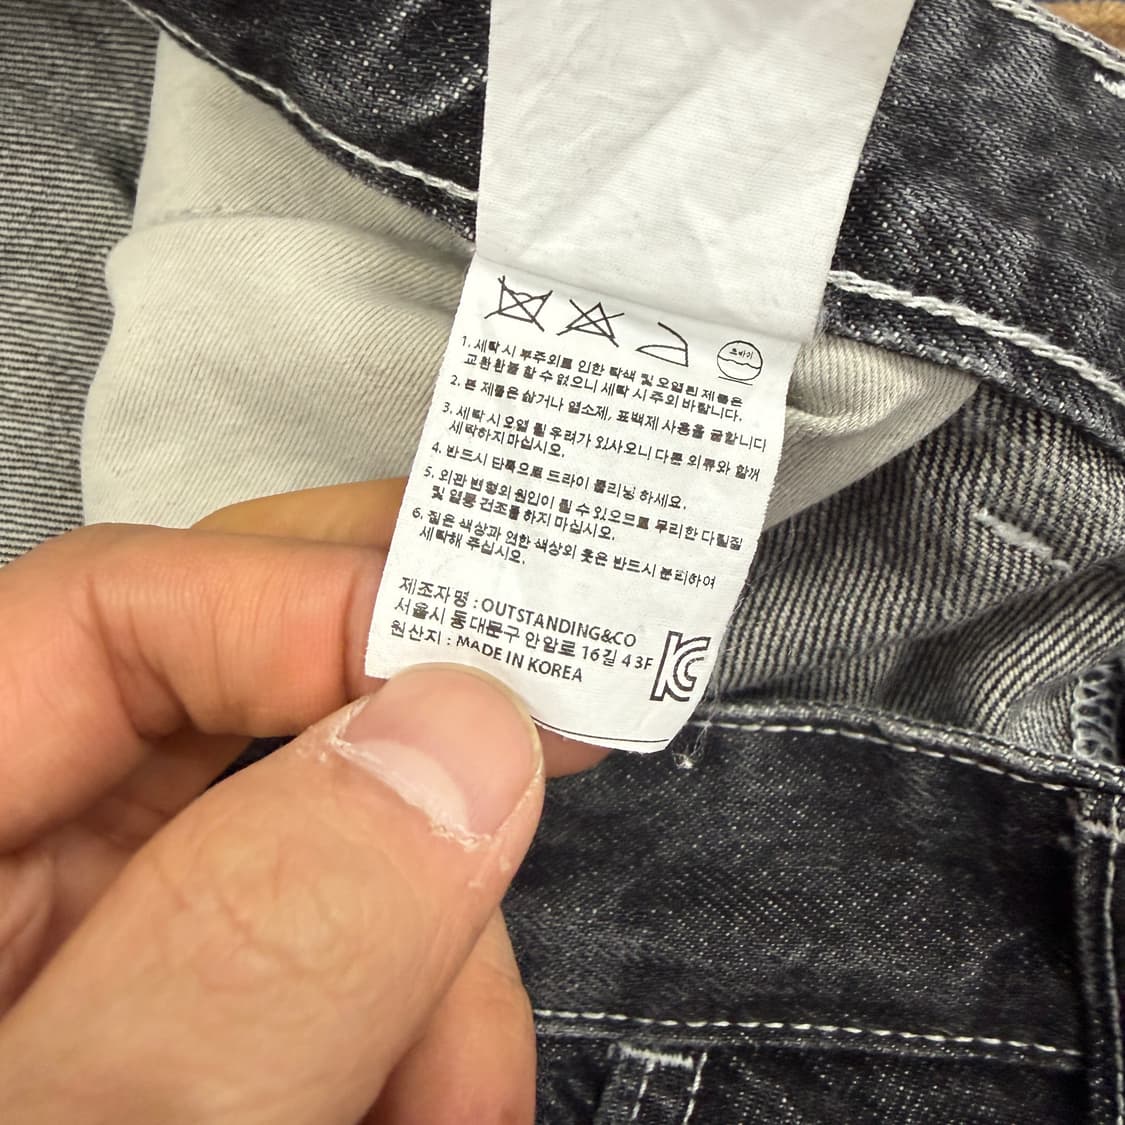 드라이
1. 세탁 시 부주의로 인한 탁색 및 오염된 제품은
교환환불 할 수 없으니 세탁 시 주의 바랍니다.
2. 본 제품은 삶거나 염소제, 표백제 사용을 금합니다
3. 세탁 시 오염 될 우려가 있사오니 다른 의류와 함께
세탁하지 마십시오.
4. 반드시 단독으로 드라이 클리닝 하세요.
5. 외관 변형의 원인이 될 수 있으므로 무리한 다림질
및 열풍 건조를 하지 마십시오.
6. 짙은 색상과 연한 색상의 옷은 반드시 분리하여
세탁해 주십시오.
제조자명 : OUTSTANDING&CO
서울시 동대문구 안암로 16길 4 3F
원산지 : MADE IN KOREA
KC